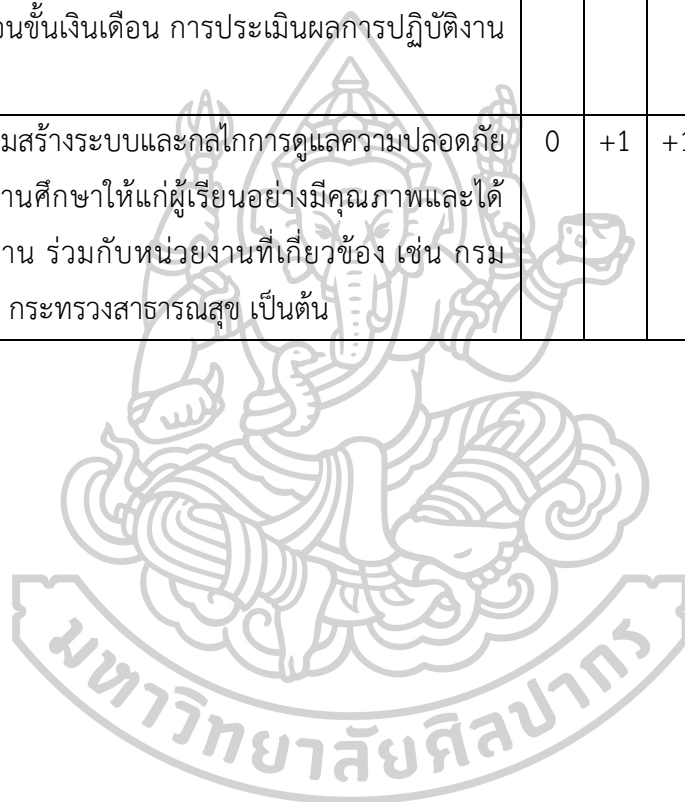 อนขั้นเงินเดือน การประเมินผลการปฏิบัติงาน
มสร้างระบบและกลไกการดูแลความปลอดภัย 0 +1 +1
านศึกษาให้แก่ผู้เรียนอย่างมีคุณภาพและได้
าน ร่วมกับหน่วยงานที่เกี่ยวข้อง เช่น กรม
กระทรวงสาธารณสุข เป็นต้น
มหาวิทยาลัยศิลปากร